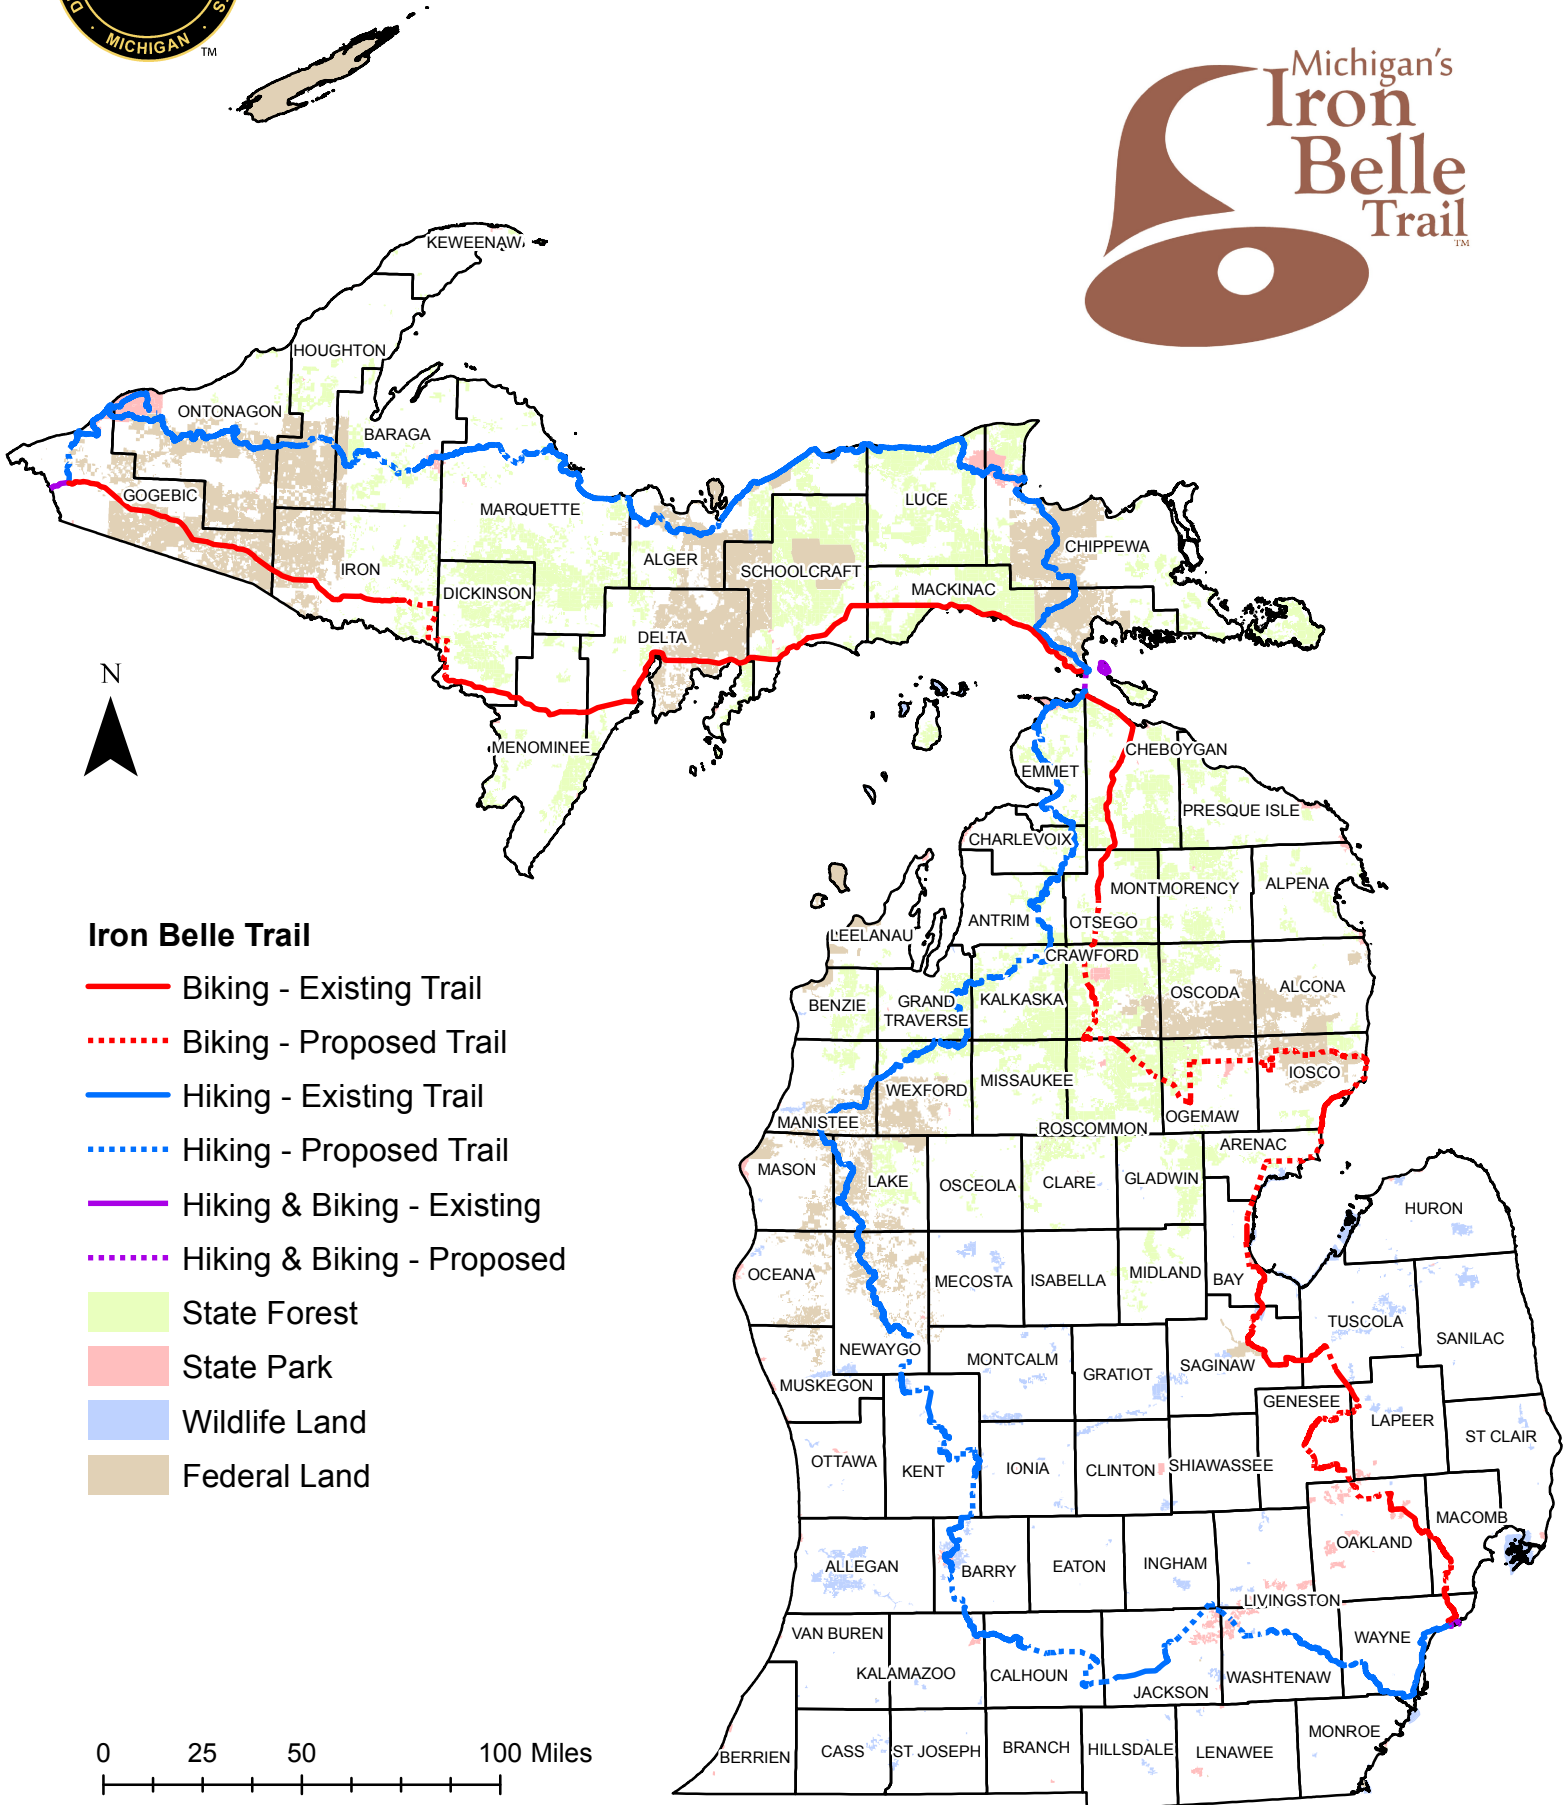 MICHIGAN
TM
Michigan's
Iron
Belle
Trail
TM
KEWEENAW
HOUGHTON
ONTONAGON
BARAGA
GOGEBIC
MARQUETTE
LUCE
CHIPPEWA
ALGER
SCHOOLCRAFT
IRON
DICKINSON
MACKINAC
DELTA
N
MENOMINEE
CHEBOYGAN
EMMET
PRESQUE ISLE
CHARLEVOIX
MONTMORENCY
ALPENA
ANTRIM
OTSEGO
LEELANAU
CRAWFORD
BENZIE
GRAND
TRAVERSE
KALKASKA
OSCODA
ALCONA
WEXFORD
MISSAUKEE
IOSCO
MANISTEE
ROSCOMMON
OGEMAW
ARENAC
MASON
LAKE
OSCEOLA
CLARE
GLADWIN
HURON
OCEANA
MECOSTA
ISABELLA
MIDLAND
BAY
NEWAYGO
TUSCOLA
SANILAC
MUSKEGON
MONTCALM
GRATIOT
SAGINAW
GENESEE
LAPEER
ST CLAIR
OTTAWA
KENT
IONIA
CLINTON
SHIAWASSEE
MACOMB
OAKLAND
ALLEGAN
BARRY
EATON
INGHAM
LIVINGSTON
VAN BUREN
WAYNE
KALAMAZOO
CALHOUN
JACKSON
WASHTENAW
BERRIEN
CASS
ST JOSEPH
BRANCH
HILLSDALE
LENAWEE
MONROE
Iron Belle Trail
Biking - Existing Trail
Biking - Proposed Trail
Hiking - Existing Trail
Hiking - Proposed Trail
Hiking & Biking - Existing
Hiking & Biking - Proposed
State Forest
State Park
Wildlife Land
Federal Land
0 25 50 100 Miles